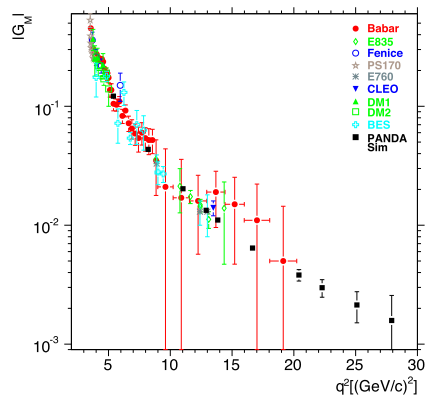 |G_M|
Babar
E835
Fenice
PS170
E760
CLEO
DM1
DM2
BES
PANDA
Sim
10^-1
10^-2
10^-3
5 10 15 20 25 30
q^2[(GeV/c)^2]